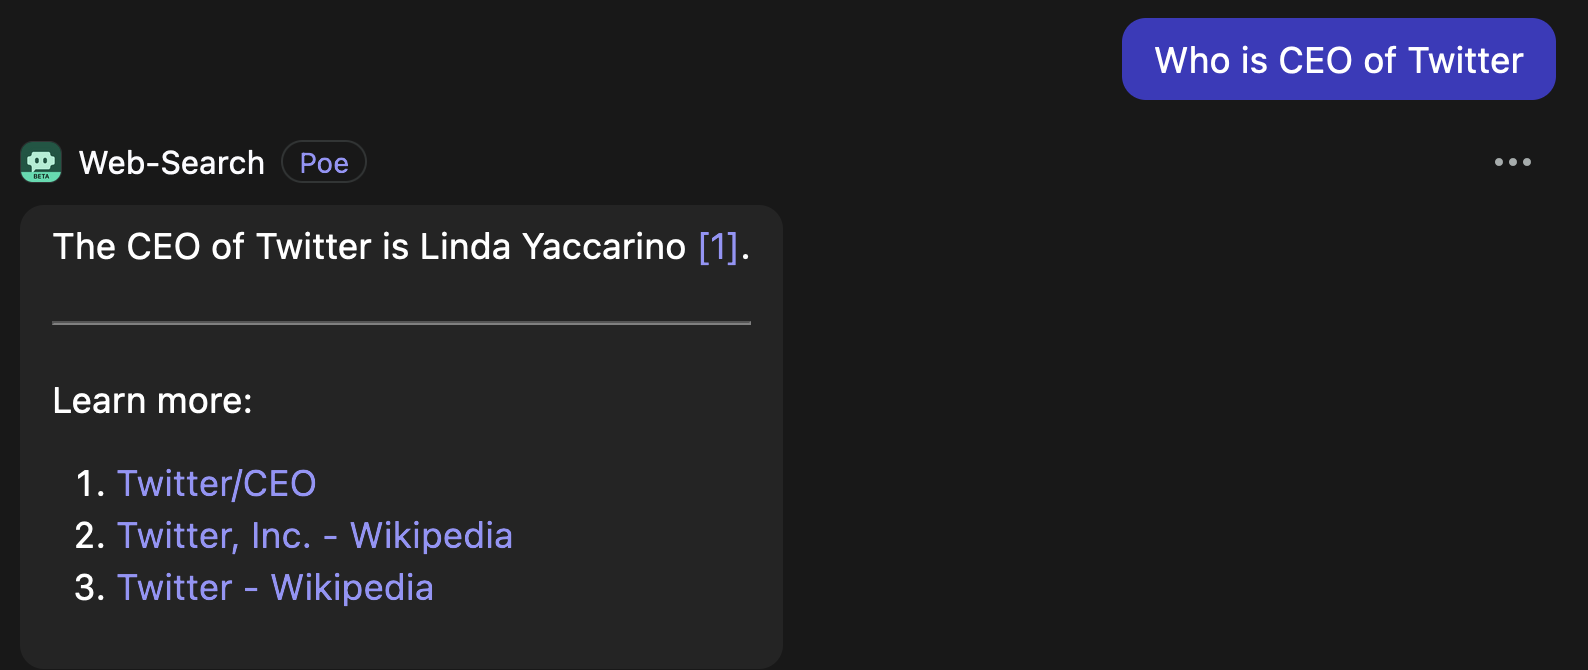 Who is CEO of Twitter
BETA
Web-Search
Poe
The CEO of Twitter is Linda Yaccarino [1].
Learn more:
1. Twitter/CEO
2. Twitter, Inc. - Wikipedia
3. Twitter - Wikipedia